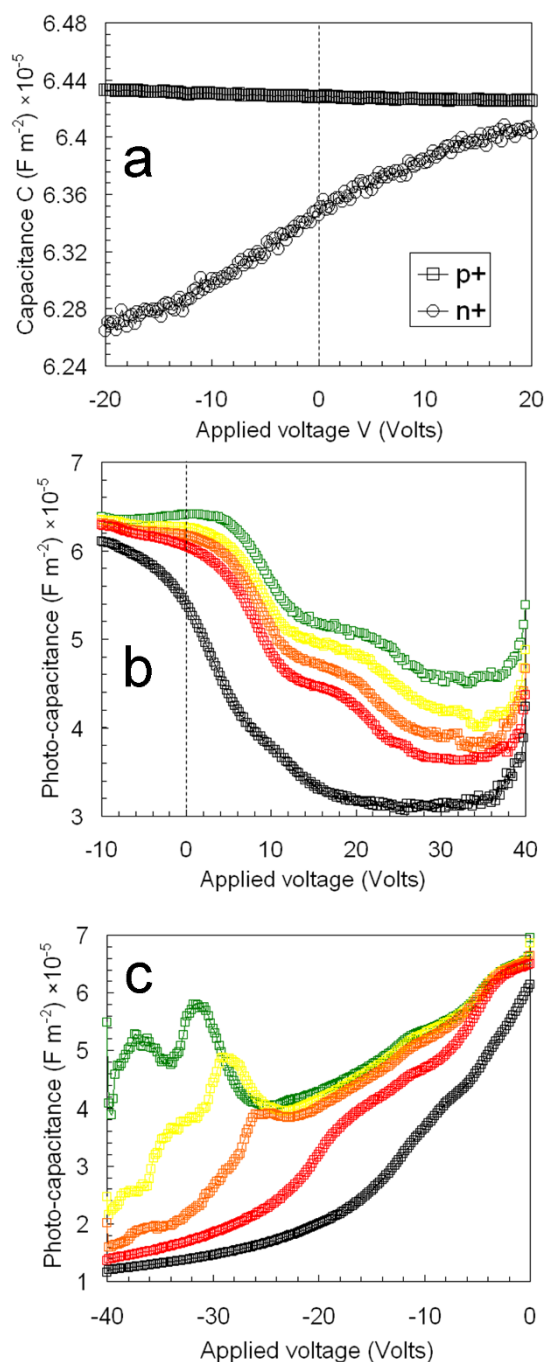 6.48
6.44
6.4
6.36
6.32
6.28
6.24
Capacitance C (F m⁻²) ×10⁻⁵
a
p+
n+
-20 -10 0 10 20
Applied voltage V (Volts)
7
6
5
4
3
Photo-capacitance (F m⁻²) ×10⁻⁵
b
-10 0 10 20 30 40
Applied voltage (Volts)
7
6
5
4
3
2
1
Photo-capacitance (F m⁻²) ×10⁻⁵
c
-40 -30 -20 -10 0
Applied voltage (Volts)